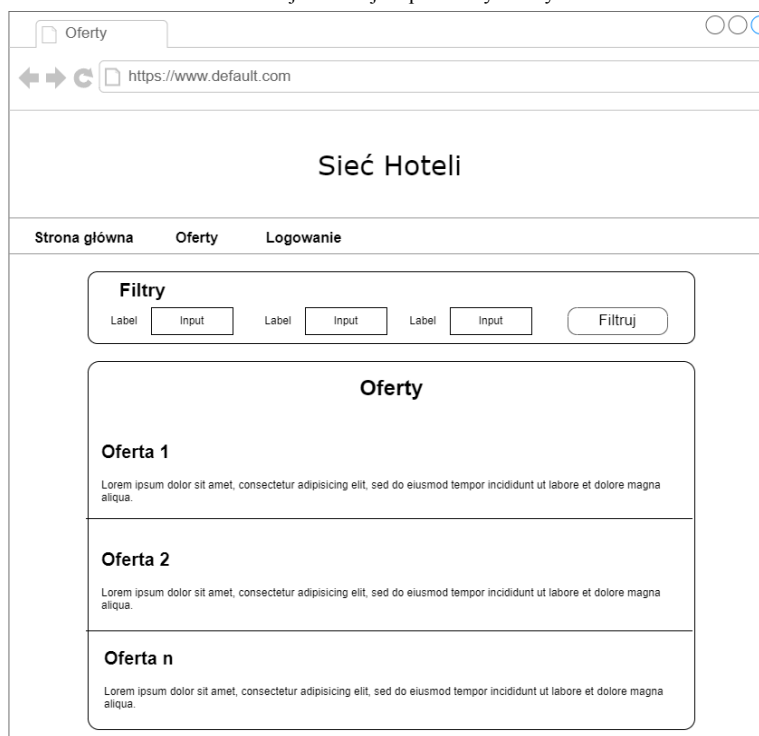 Oferty
https://www.default.com
Sieć Hoteli
Strona główna Oferty Logowanie
Filtry
Label Input Label Input Label Input Filtruj
Oferty
Oferta 1
Lorem ipsum dolor sit amet, consectetur adipisicing elit, sed do eiusmod tempor incididunt ut labore et dolore magna
aliqua.
Oferta 2
Lorem ipsum dolor sit amet, consectetur adipisicing elit, sed do eiusmod tempor incididunt ut labore et dolore magna
aliqua.
Oferta n
Lorem ipsum dolor sit amet, consectetur adipisicing elit, sed do eiusmod tempor incididunt ut labore et dolore magna
aliqua.